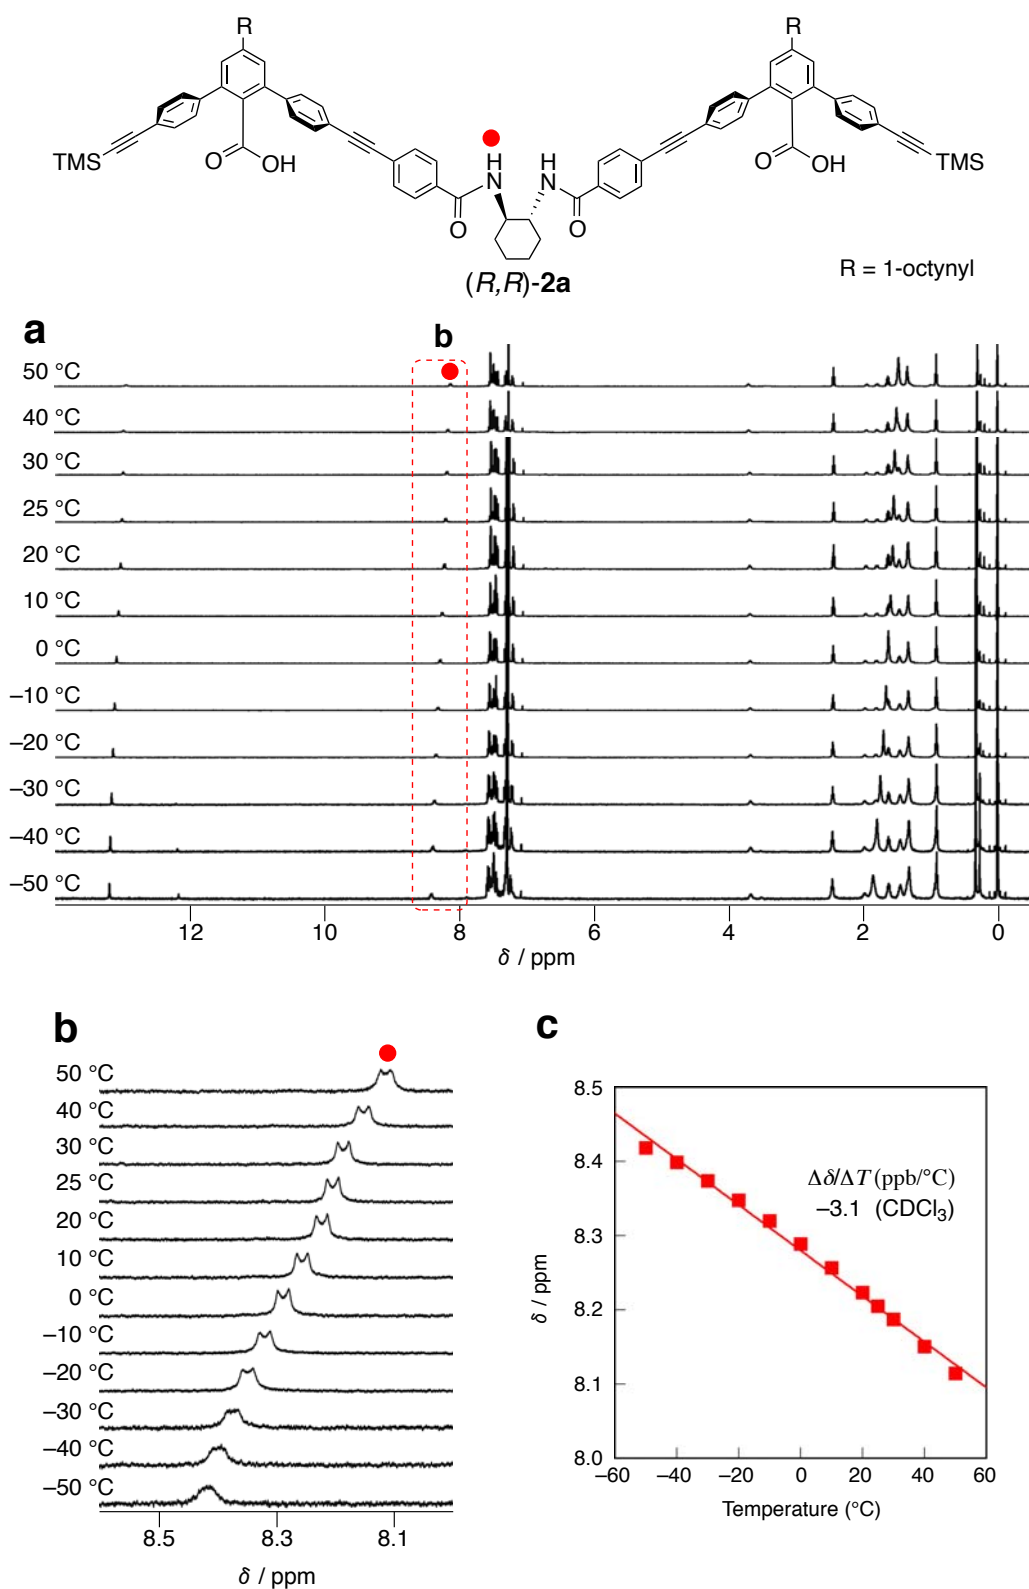 R
R
TMS
O
OH
H
N
H
N
O
O
O
OH
TMS
(R,R)-2a
R = 1-octynyl
a
b
50 °C
40 °C
30 °C
25 °C
20 °C
10 °C
0 °C
–10 °C
–20 °C
–30 °C
–40 °C
–50 °C
12 10 8 6 4 2 0
δ / ppm
b
50 °C
40 °C
30 °C
25 °C
20 °C
10 °C
0 °C
–10 °C
–20 °C
–30 °C
–40 °C
–50 °C
8.5 8.3 8.1
δ / ppm
c
8.5
8.4
8.3
8.2
8.1
8.0
δ / ppm
Δδ/ΔT (ppb/°C)
–3.1 (CDCl3)
–60 –40 –20 0 20 40 60
Temperature (°C)